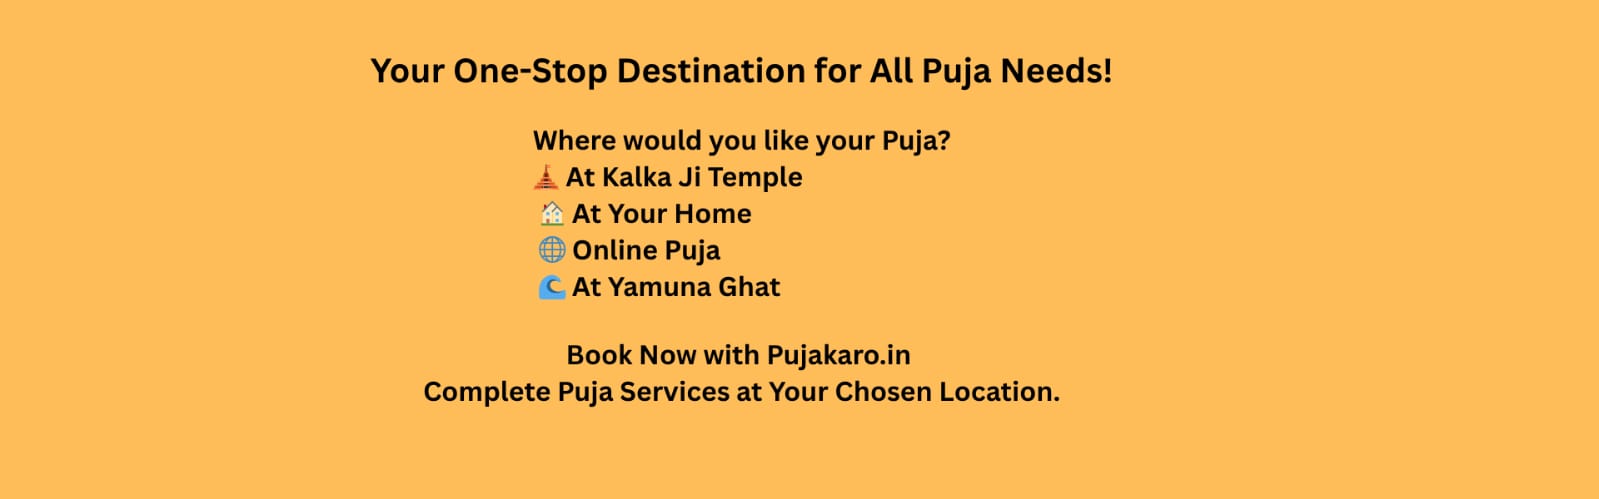 Your One-Stop Destination for All Puja Needs!
Where would you like your Puja?
🛕 At Kalka Ji Temple
🏡 At Your Home
🌐 Online Puja
🌊 At Yamuna Ghat
Book Now with Pujakaro.in
Complete Puja Services at Your Chosen Location.